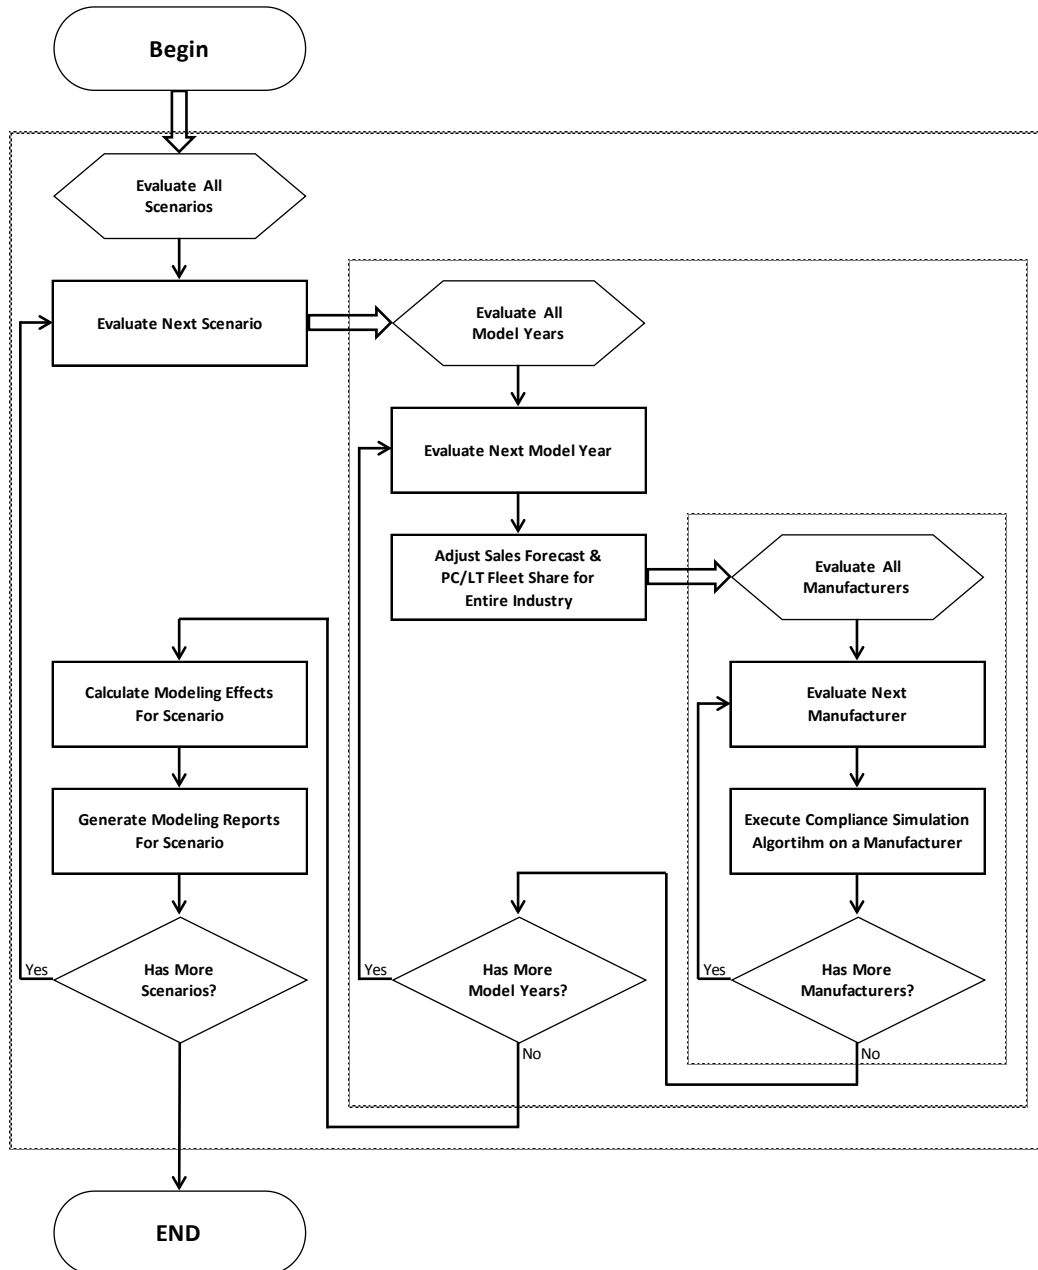 Begin
Evaluate All
Scenarios
Evaluate Next Scenario
Evaluate All
Model Years
Evaluate Next Model Year
Adjust Sales Forecast &
PC/LT Fleet Share for
Entire Industry
Evaluate All
Manufacturers
Evaluate Next
Manufacturer
Execute Compliance Simulation
Algortihm on a Manufacturer
Has More
Manufacturers?
Yes
No
Has More
Model Years?
Yes
No
Calculate Modeling Effects
For Scenario
Generate Modeling Reports
For Scenario
Has More
Scenarios?
Yes
END